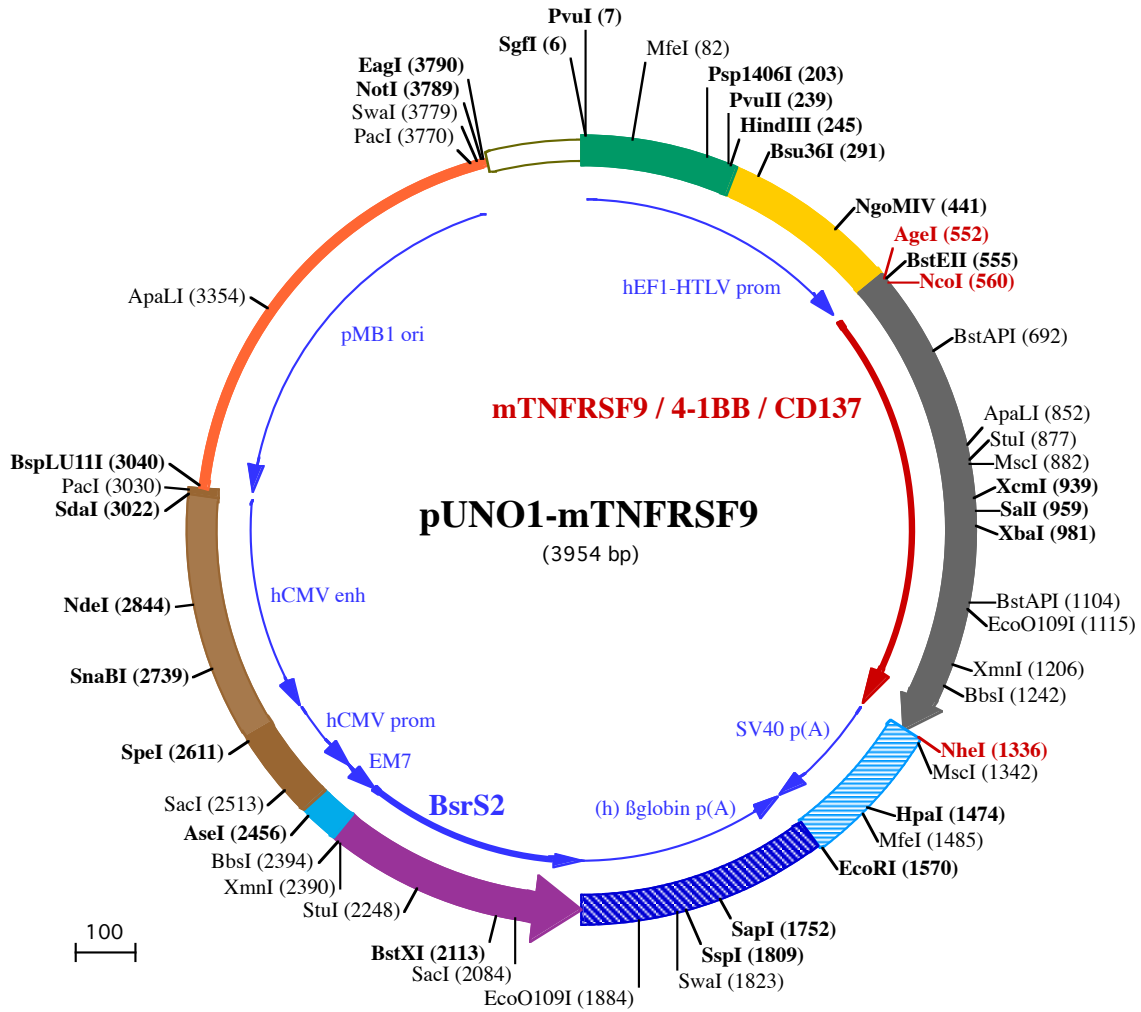 PvuI (7)
SgfI (6)
MfeI (82)
EagI (3790)
Psp1406I (203)
NotI (3789)
PvuII (239)
SwaI (3779)
HindIII (245)
PacI (3770)
Bsu36I (291)
NgoMIV (441)
AgeI (552)
BstEII (555)
NcoI (560)
hEF1-HTLV prom
ApaLI (3354)
pMB1 ori
BstAPI (692)
mTNFRSF9 / 4-1BB / CD137
ApaLI (852)
StuI (877)
MscI (882)
BspLU11I (3040)
PacI (3030)
SdaI (3022)
XcmI (939)
SalI (959)
XbaI (981)
pUNO1-mTNFRSF9
(3954 bp)
hCMV enh
NdeI (2844)
BstAPI (1104)
EcoO109I (1115)
SnaBI (2739)
XmnI (1206)
BbsI (1242)
hCMV prom
SV40 p(A)
SpeI (2611)
EM7
NheI (1336)
MscI (1342)
SacI (2513)
BsrS2
(h) ßglobin p(A)
HpaI (1474)
AseI (2456)
MfeI (1485)
BbsI (2394)
EcoRI (1570)
XmnI (2390)
StuI (2248)
SapI (1752)
100
BstXI (2113)
SspI (1809)
SacI (2084)
SwaI (1823)
EcoO109I (1884)